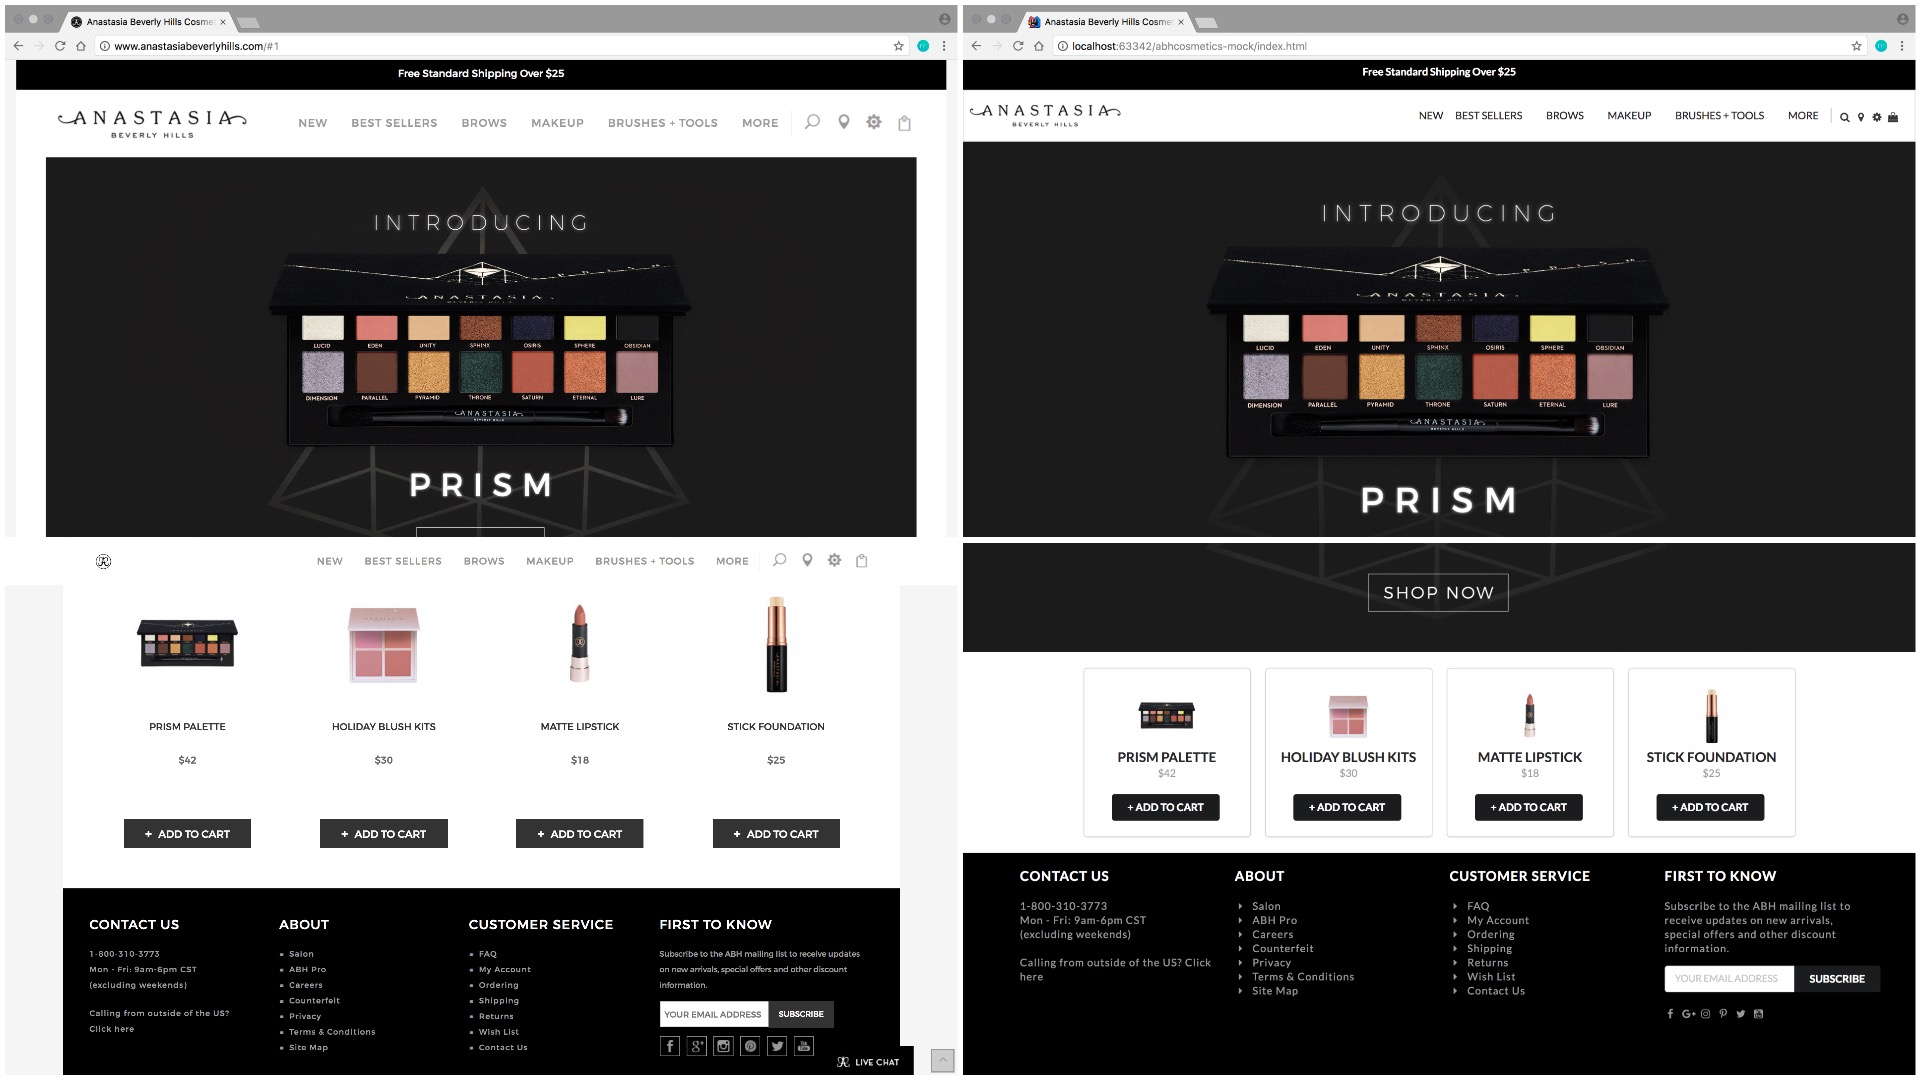 Anastasia Beverly Hills Cosme
www.anastasiabeverlyhills.com/#1
Free Standard Shipping Over $25
ANASTASIA
BEVERLY HILLS
NEW BEST SELLERS BROWS MAKEUP BRUSHES + TOOLS MORE
INTRODUCING
PRISM
ANASTASIA
LUCID EDEN UNITY SPHINX OSIRIS SPHERE OBSIDIAN
DIMENSION PARALLEL PYRAMID THRONE SATURN ETERNAL LURE
ANASTASIA
BEVERLY HILLS
PRISM
NEW BEST SELLERS BROWS MAKEUP BRUSHES + TOOLS MORE
PRISM PALETTE HOLIDAY BLUSH KITS MATTE LIPSTICK STICK FOUNDATION
$42 $30 $18 $25
+ ADD TO CART + ADD TO CART + ADD TO CART + ADD TO CART
CONTACT US
1-800-310-3773
Mon - Fri: 9am-6pm CST
(excluding weekends)
Calling from outside of the US?
Click here
ABOUT
Salon
ABH Pro
Careers
Counterfeit
Privacy
Terms & Conditions
Site Map
CUSTOMER SERVICE
FAQ
My Account
Ordering
Shipping
Returns
Wish List
Contact Us
FIRST TO KNOW
Subscribe to the ABH mailing list to receive updates
on new arrivals, special offers and other discount
information.
YOUR EMAIL ADDRESS SUBSCRIBE
LIVE CHAT
Anastasia Beverly Hills Cosme
localhost:63342/abhcosmetics-mock/index.html
Free Standard Shipping Over $25
ANASTASIA
BEVERLY HILLS
NEW BEST SELLERS BROWS MAKEUP BRUSHES + TOOLS MORE
INTRODUCING
PRISM
ANASTASIA
LUCID EDEN UNITY SPHINX OSIRIS SPHERE OBSIDIAN
DIMENSION PARALLEL PYRAMID THRONE SATURN ETERNAL LURE
ANASTASIA
BEVERLY HILLS
PRISM
SHOP NOW
PRISM PALETTE HOLIDAY BLUSH KITS MATTE LIPSTICK STICK FOUNDATION
$42 $30 $18 $25
+ ADD TO CART + ADD TO CART + ADD TO CART + ADD TO CART
CONTACT US
1-800-310-3773
Mon - Fri: 9am-6pm CST
(excluding weekends)
Calling from outside of the US? Click
here
ABOUT
Salon
ABH Pro
Careers
Counterfeit
Privacy
Terms & Conditions
Site Map
CUSTOMER SERVICE
FAQ
My Account
Ordering
Shipping
Returns
Wish List
Contact Us
FIRST TO KNOW
Subscribe to the ABH mailing list to
receive updates on new arrivals,
special offers and other discount
information.
YOUR EMAIL ADDRESS SUBSCRIBE